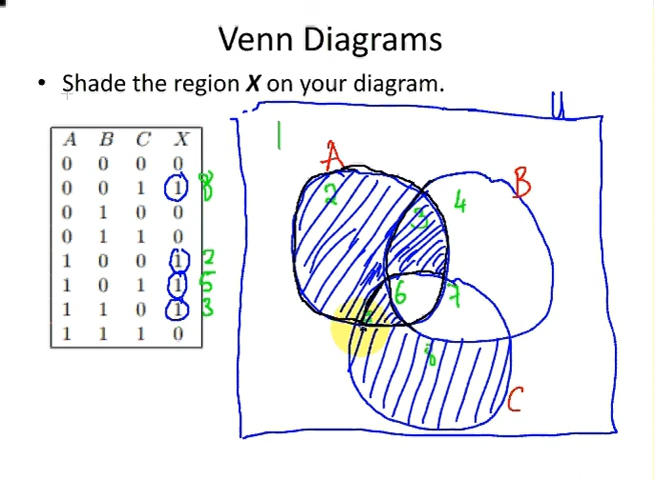 Venn Diagrams
• Shade the region X on your diagram.
U
A B C X
0 0 0 0
0 0 1 1 8
0 1 0 0
0 1 1 0
1 0 0 1 2
1 0 1 1 5
1 1 0 1 3
1 1 1 0
1
A
B
2
4
3
6
7
5
8
C